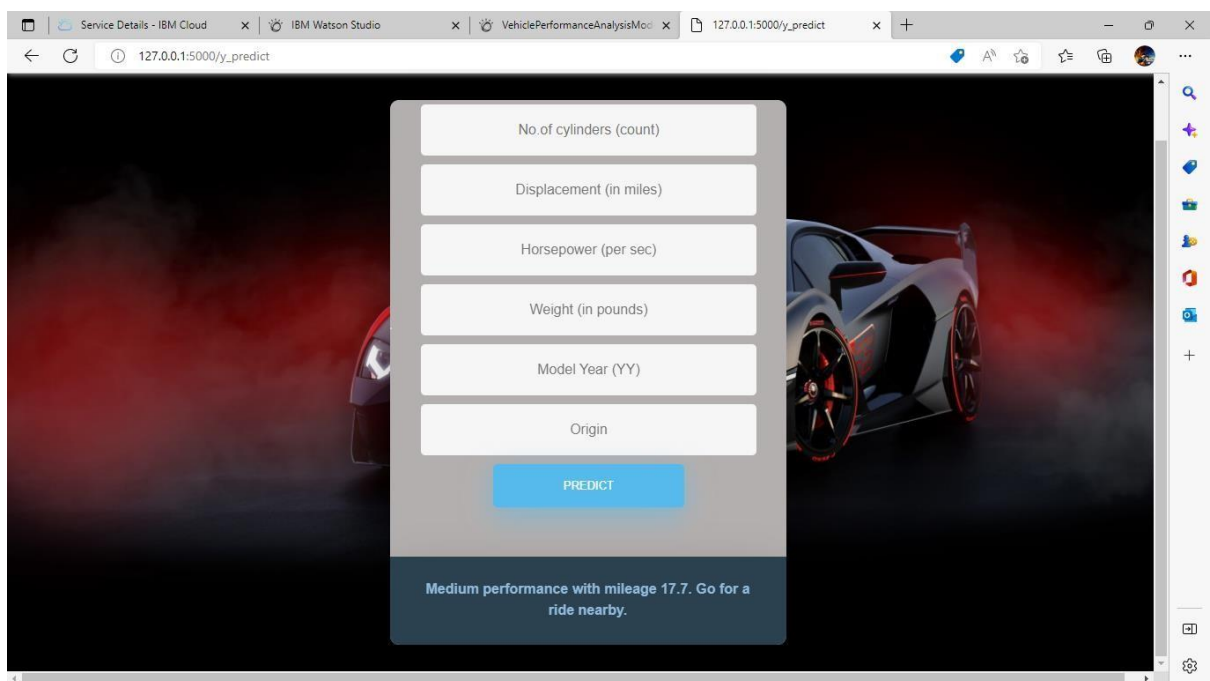 Service Details - IBM Cloud
IBM Watson Studio
VehiclePerformanceAnalysisMod
127.0.0.1:5000/y_predict
127.0.0.1:5000/y_predict
No.of cylinders (count)
Displacement (in miles)
Horsepower (per sec)
Weight (in pounds)
Model Year (YY)
Origin
PREDICT
Medium performance with mileage 17.7. Go for a
ride nearby.